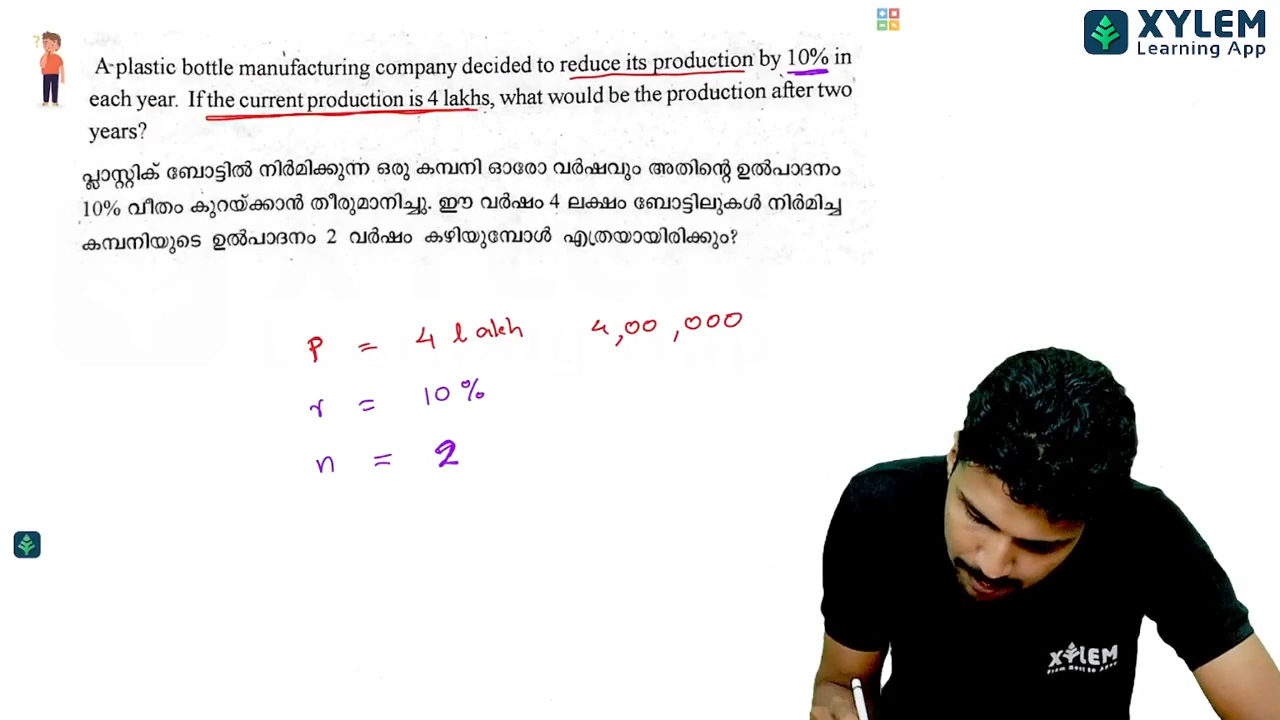 XYLEM
Learning App
A plastic bottle manufacturing company decided to reduce its production by 10% in
each year. If the current production is 4 lakhs, what would be the production after two
years?
പ്ലാസ്റ്റിക് ബോട്ടിൽ നിർമിക്കുന്ന ഒരു കമ്പനി ഓരോ വർഷവും അതിന്റെ ഉൽപാദനം
10% വീതം കുറയ്ക്കാൻ തീരുമാനിച്ചു. ഈ വർഷം 4 ലക്ഷം ബോട്ടിലുകൾ നിർമിച്ച
കമ്പനിയുടെ ഉൽപാദനം 2 വർഷം കഴിയുമ്പോൾ എത്രയായിരിക്കും?
P = 4 lakh 4,00,000
r = 10%
n = 2
XYLEM